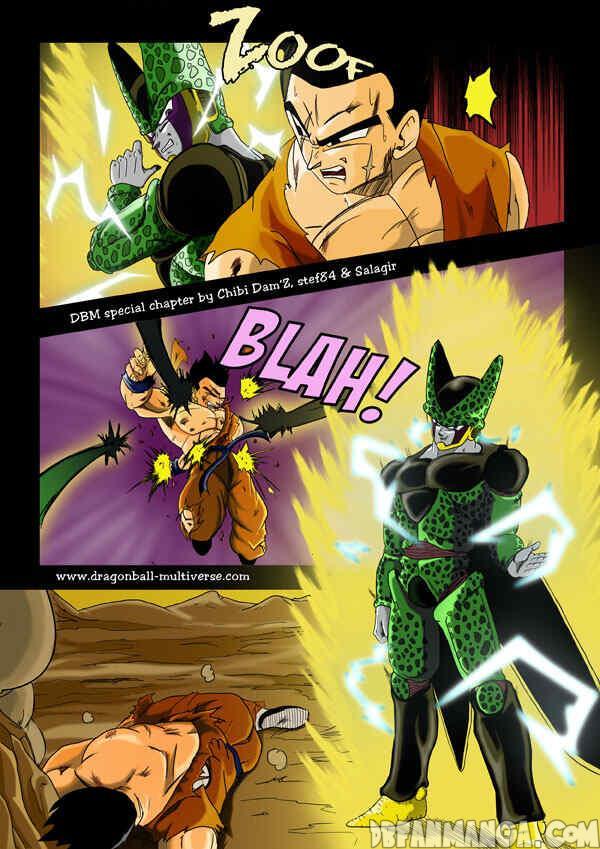 ZOOF
DBM special chapter by Chibi Dam'Z, stef84 & Salagir
BLAH!
www.dragonball-multiverse.com
DBFANMANGA.COM